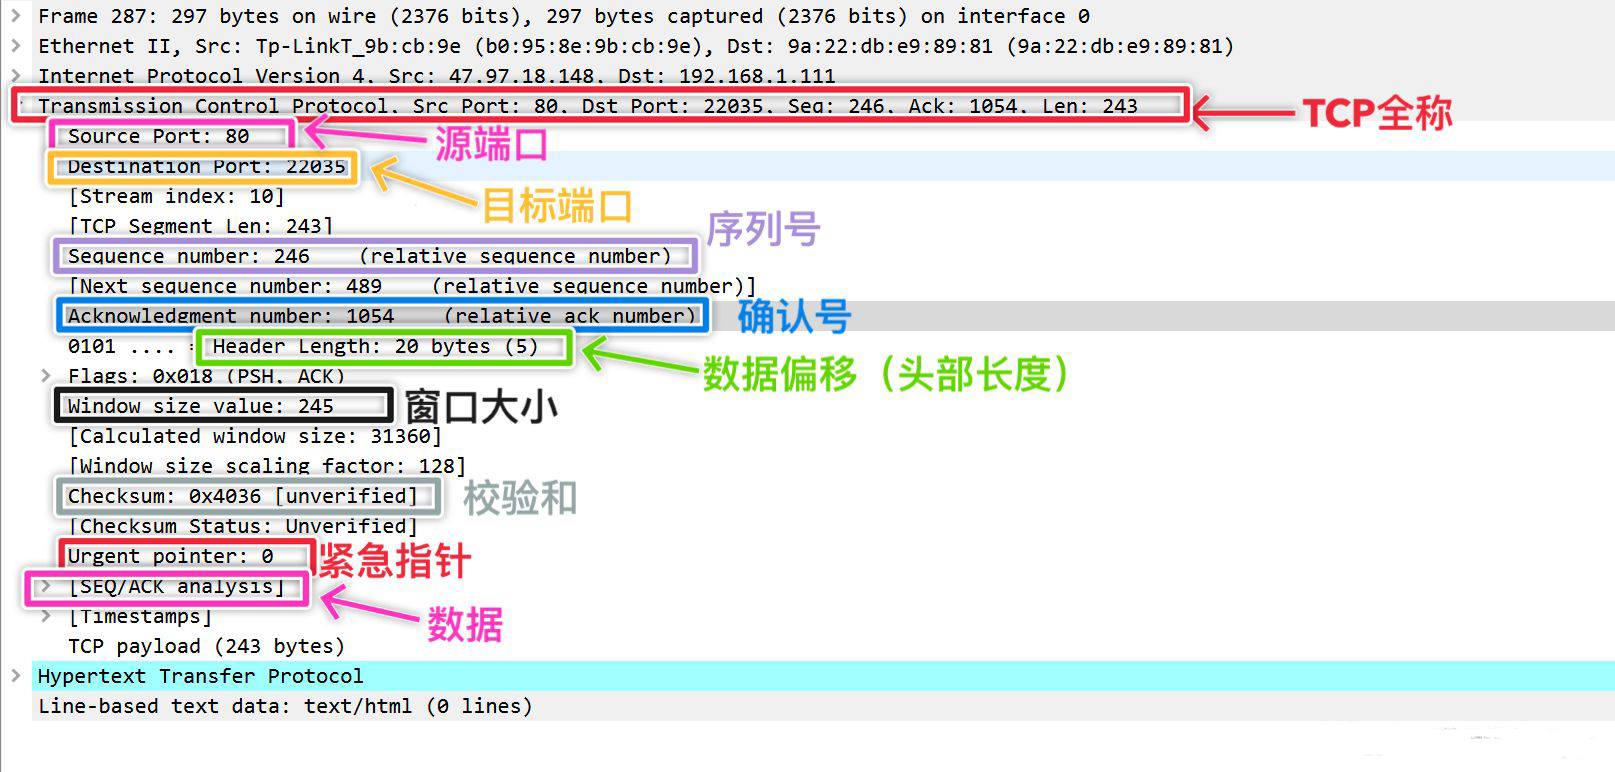 Frame 287: 297 bytes on wire (2376 bits), 297 bytes captured (2376 bits) on interface 0
Ethernet II, Src: Tp-LinkT_9b:cb:9e (b0:95:8e:9b:cb:9e), Dst: 9a:22:db:e9:89:81 (9a:22:db:e9:89:81)
Internet Protocol Version 4, Src: 47.97.18.148, Dst: 192.168.1.111
Transmission Control Protocol, Src Port: 80, Dst Port: 22035, Seq: 246, Ack: 1054, Len: 243
TCP全称
Source Port: 80
源端口
Destination Port: 22035
目标端口
[Stream index: 10]
[TCP Segment Len: 243]
序列号
Sequence number: 246 (relative sequence number)
[Next sequence number: 489 (relative sequence number)]
Acknowledgment number: 1054 (relative ack number)
确认号
0101 .... = Header Length: 20 bytes (5)
数据偏移（头部长度）
Flags: 0x018 (PSH, ACK)
Window size value: 245
窗口大小
[Calculated window size: 31360]
[Window size scaling factor: 128]
Checksum: 0x4036 [unverified]
校验和
[Checksum Status: Unverified]
Urgent pointer: 0
紧急指针
[SEQ/ACK analysis]
数据
[Timestamps]
TCP payload (243 bytes)
Hypertext Transfer Protocol
Line-based text data: text/html (0 lines)